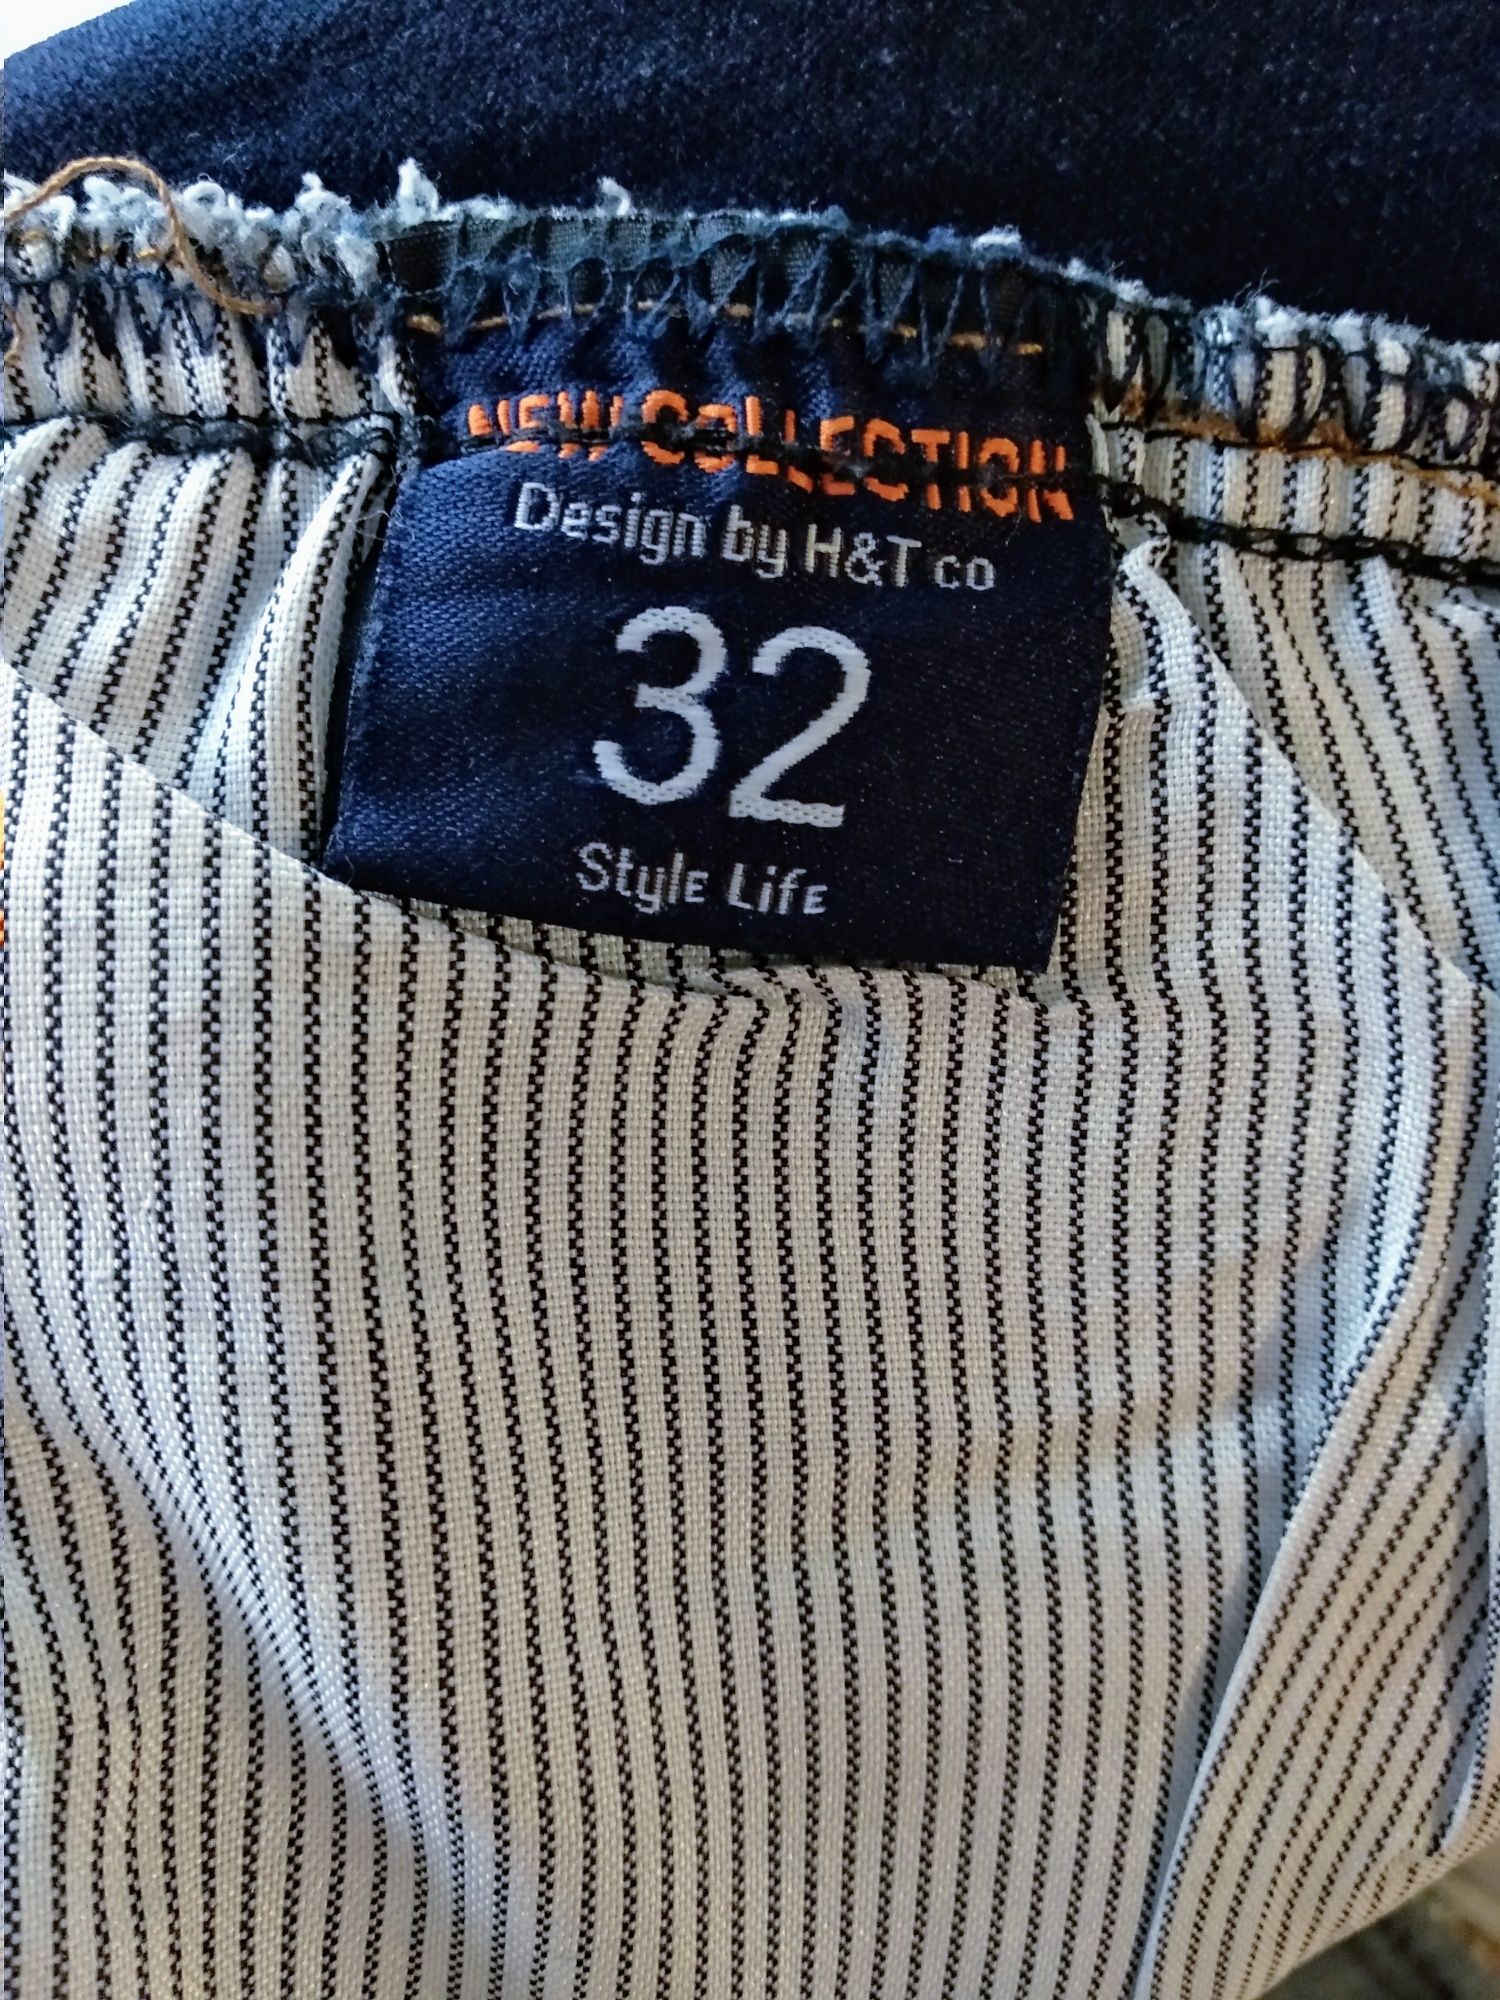 NEW COLLECTION
Design by H&T co
32
Style Life